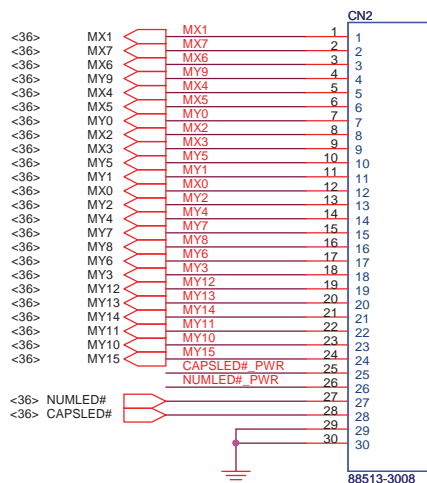 CN2
<36> MX1 MX1 1 1
<36> MX7 MX7 2 2
<36> MX6 MX6 3 3
<36> MY9 MY9 4 4
<36> MX4 MX4 5 5
<36> MX5 MX5 6 6
<36> MY0 MY0 7 7
<36> MX2 MX2 8 8
<36> MX3 MX3 9 9
<36> MY5 MY5 10 10
<36> MY1 MY1 11 11
<36> MX0 MX0 12 12
<36> MY2 MY2 13 13
<36> MY4 MY4 14 14
<36> MY7 MY7 15 15
<36> MY8 MY8 16 16
<36> MY6 MY6 17 17
<36> MY3 MY3 18 18
<36> MY12 MY12 19 19
<36> MY13 MY13 20 20
<36> MY14 MY14 21 21
<36> MY11 MY11 22 22
<36> MY10 MY10 23 23
<36> MY15 MY15 24 24
CAPSLED#_PWR 25 25
NUMLED#_PWR 26 26
<36> NUMLED# 27 27
<36> CAPSLED# 28 28
29 29
30 30
88513-3008